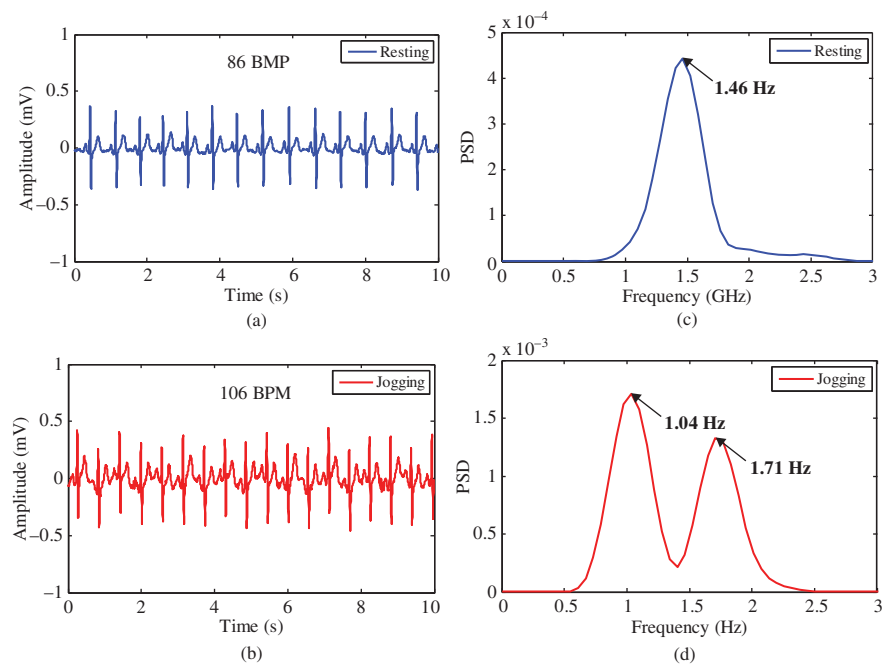 1
0.5
0
−0.5
−1
Amplitude (mV)
86 BMP
Resting
0 2 4 6 8 10
Time (s)
(a)
5 x 10⁻⁴
4
3
2
1
0
PSD
Resting
1.46 Hz
0 0.5 1 1.5 2 2.5 3
Frequency (GHz)
(c)
1
0.5
0
−0.5
−1
Amplitude (mV)
106 BPM
Jogging
0 2 4 6 8 10
Time (s)
(b)
2 x 10⁻³
1.5
1
0.5
0
PSD
Jogging
1.04 Hz
1.71 Hz
0 0.5 1 1.5 2 2.5 3
Frequency (Hz)
(d)